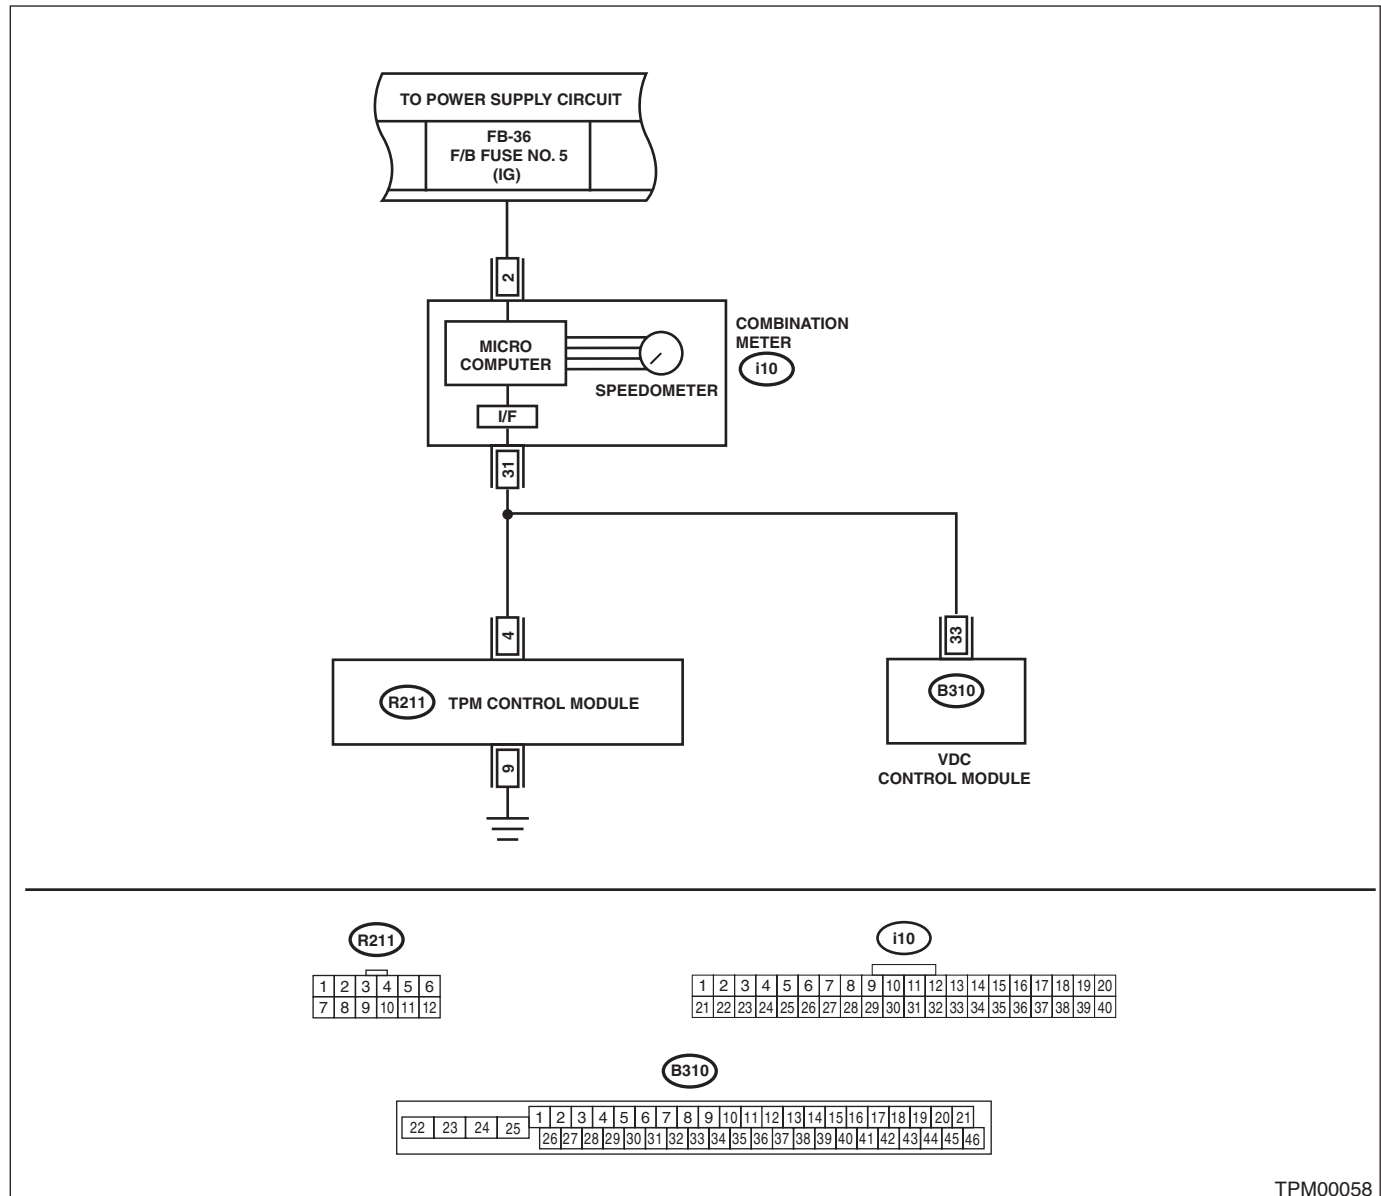 TO POWER SUPPLY CIRCUIT
FB-36
F/B FUSE NO. 5
(IG)
2
MICRO
COMPUTER
SPEEDOMETER
I/F
COMBINATION
METER
i10
31
4
33
R211 TPM CONTROL MODULE
B310
9
VDC
CONTROL MODULE
R211
1 2 3 4 5 6
7 8 9 10 11 12
i10
1 2 3 4 5 6 7 8 9 10 11 12 13 14 15 16 17 18 19 20
21 22 23 24 25 26 27 28 29 30 31 32 33 34 35 36 37 38 39 40
B310
1 2 3 4 5 6 7 8 9 10 11 12 13 14 15 16 17 18 19 20 21
22 23 24 25
26 27 28 29 30 31 32 33 34 35 36 37 38 39 40 41 42 43 44 45 46
TPM00058